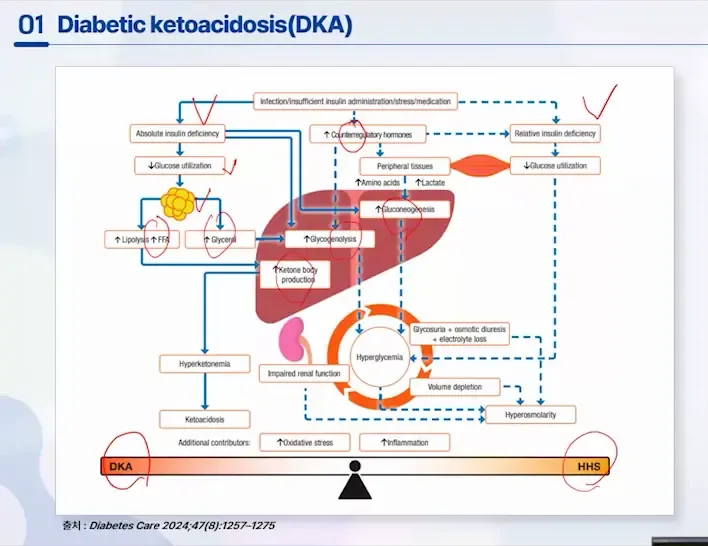 01 Diabetic ketoacidosis(DKA)
Infection/insufficient insulin administration/stress/medication
Absolute insulin deficiency
↑ Counterregulatory hormones
Relative insulin deficiency
↓Glucose utilization
Peripheral tissues
↓Glucose utilization
↑Amino acids
↑Lactate
↑Gluconeogenesis
↑ Lipolysis ↑ FFA
↑ Glycerol
↑Glycogenolysis
↑Ketone body
production
Glycosuria + osmotic diuresis
+ electrolyte loss
Hyperglycemia
Hyperketonemia
Impaired renal function
Volume depletion
Ketoacidosis
Hyperosmolarity
Additional contributors:
↑Oxidative stress
↑Inflammation
DKA
HHS
출처 : Diabetes Care 2024;47(8):1257–1275